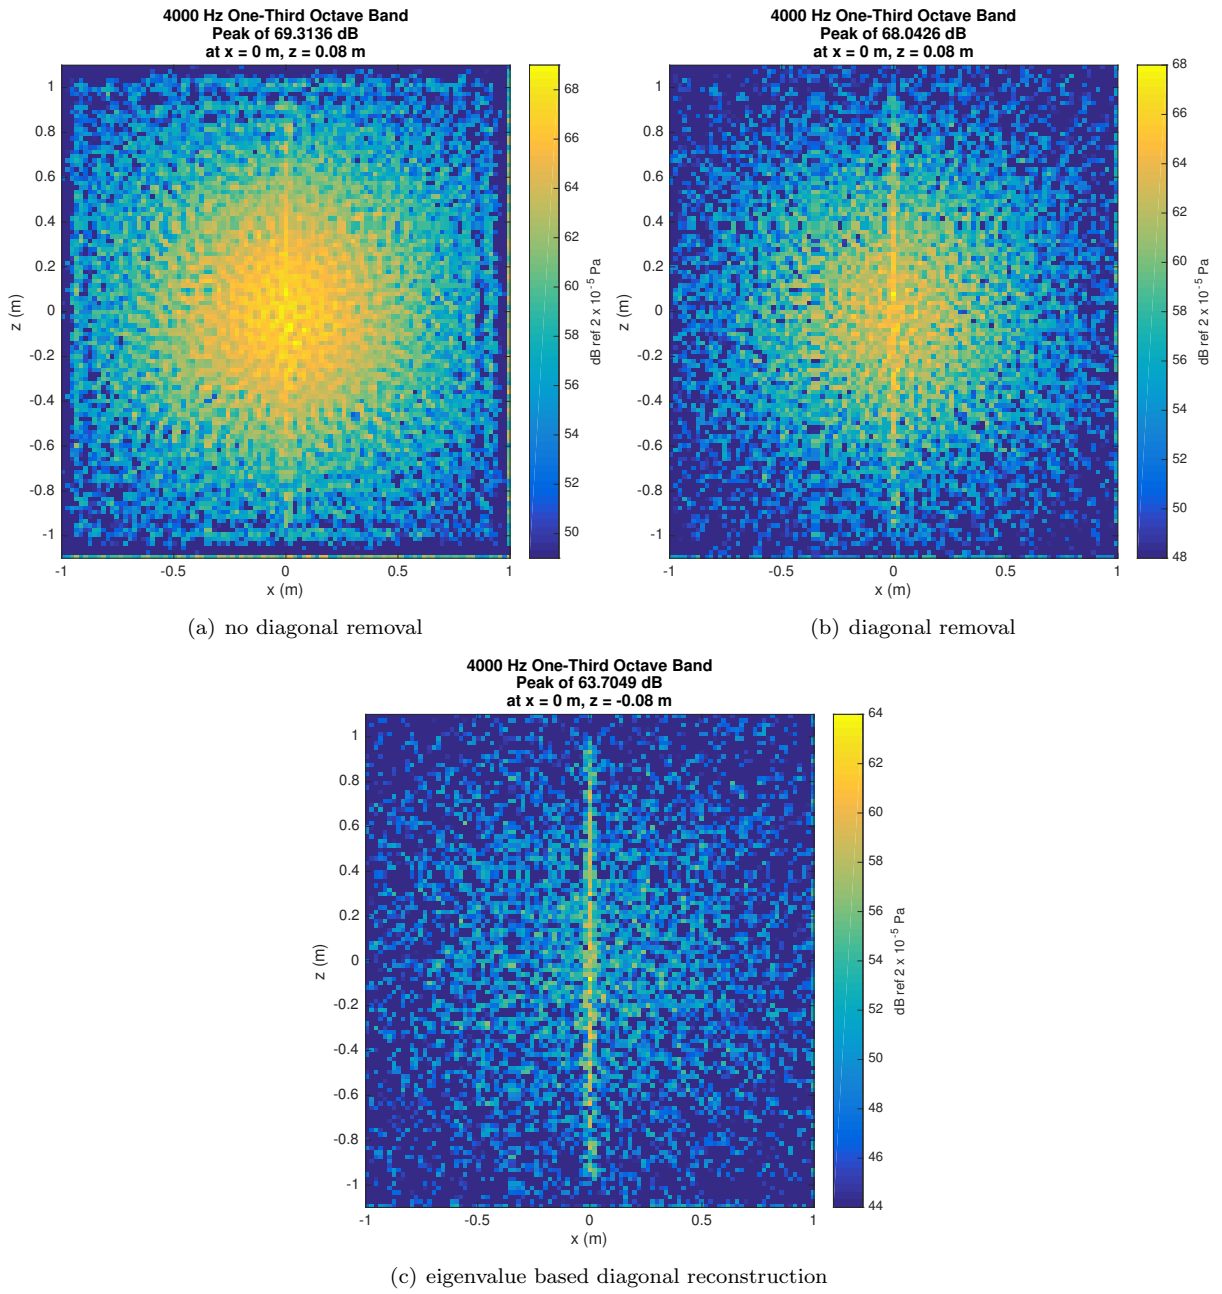 4000 Hz One-Third Octave Band
Peak of 69.3136 dB
at x = 0 m, z = 0.08 m
1
0.8
0.6
0.4
0.2
0
-0.2
-0.4
-0.6
-0.8
-1
z (m)
-1 -0.5 0 0.5 1
x (m)
68
66
64
62
60
58
56
54
52
50
dB ref 2 x 10⁻⁵ Pa
(a) no diagonal removal
4000 Hz One-Third Octave Band
Peak of 68.0426 dB
at x = 0 m, z = 0.08 m
1
0.8
0.6
0.4
0.2
0
-0.2
-0.4
-0.6
-0.8
-1
z (m)
-1 -0.5 0 0.5 1
x (m)
68
66
64
62
60
58
56
54
52
50
48
dB ref 2 x 10⁻⁵ Pa
(b) diagonal removal
4000 Hz One-Third Octave Band
Peak of 63.7049 dB
at x = 0 m, z = -0.08 m
1
0.8
0.6
0.4
0.2
0
-0.2
-0.4
-0.6
-0.8
-1
z (m)
-1 -0.5 0 0.5 1
x (m)
64
62
60
58
56
54
52
50
48
46
44
dB ref 2 x 10⁻⁵ Pa
(c) eigenvalue based diagonal reconstruction